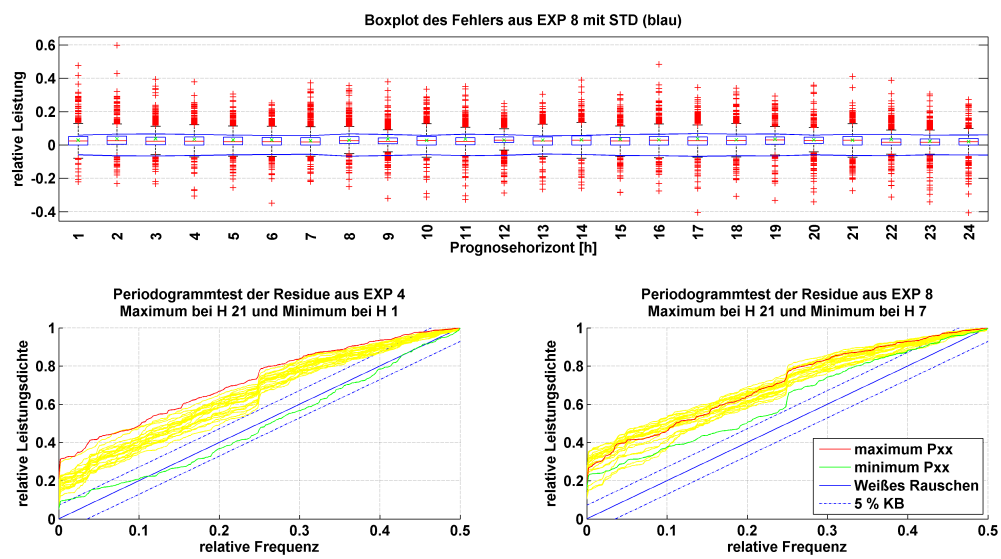 Boxplot des Fehlers aus EXP 8 mit STD (blau)
relative Leistung
0.6
0.4
0.2
0
-0.2
-0.4
1 2 3 4 5 6 7 8 9 10 11 12 13 14 15 16 17 18 19 20 21 22 23 24
Prognosehorizont [h]
Periodogrammtest der Residue aus EXP 4
Maximum bei H 21 und Minimum bei H 1
relative Leistungsdichte
1
0.8
0.6
0.4
0.2
0
0 0.1 0.2 0.3 0.4 0.5
relative Frequenz
Periodogrammtest der Residue aus EXP 8
Maximum bei H 21 und Minimum bei H 7
relative Leistungsdichte
1
0.8
0.6
0.4
0.2
0
0 0.1 0.2 0.3 0.4 0.5
relative Frequenz
maximum Pxx
minimum Pxx
Weißes Rauschen
5 % KB